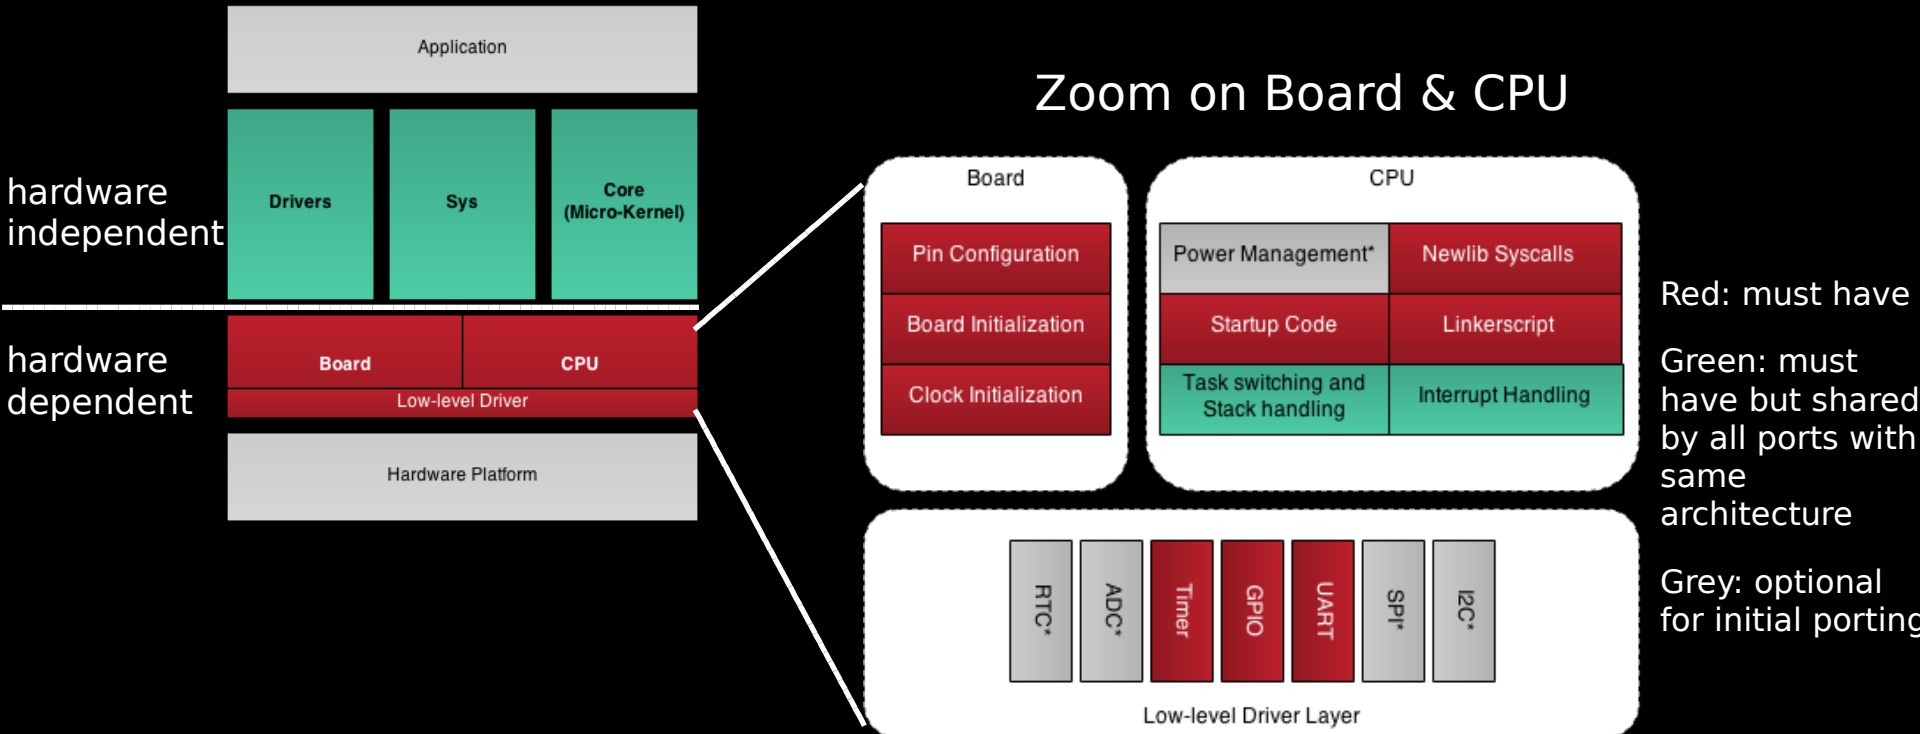 Application
hardware
independent
Drivers
Sys
Core
(Micro-Kernel)
hardware
dependent
Board
CPU
Low-level Driver
Hardware Platform
Zoom on Board & CPU
Board
Pin Configuration
Board Initialization
Clock Initialization
CPU
Power Management*
Newlib Syscalls
Startup Code
Linkerscript
Task switching and
Stack handling
Interrupt Handling
RTC*
ADC*
Timer
GPIO
UART
SPI*
I2C*
Low-level Driver Layer
Red: must have
Green: must
have but shared
by all ports with
same
architecture
Grey: optional
for initial porting